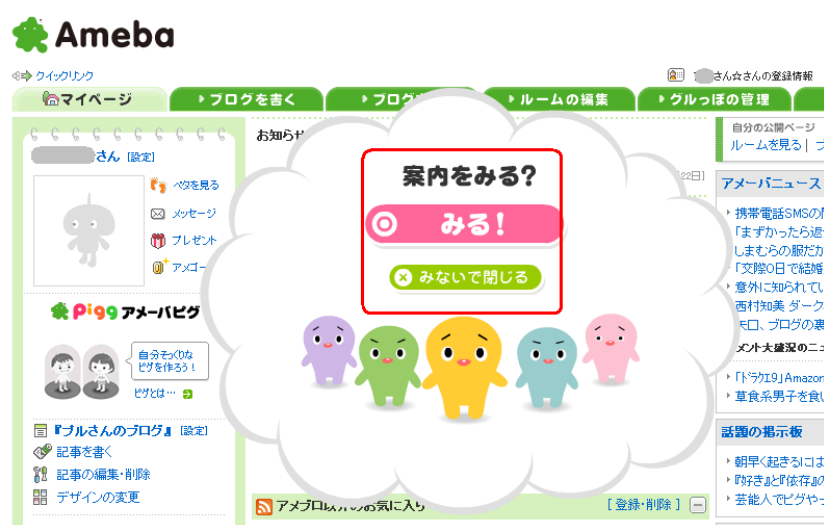 Ameba
クイックリンク
さん☆さんの登録情報
マイページ
ブログを書く
ブログ
ルームの編集
グルっぽの管理
お知らせ
自分の公開ページ
ルームを見る|
さん [設定]
ペタを見る
メッセージ
プレゼント
アメゴー
案内をみる?
みる!
みないで閉じる
22日]
アメーバニュース
携帯電話SMSの
「まずかったら返
しまむらの服だか
「交際0日で結婚
意外に知られてい
西村知美 ダーク
矢口、ブログの裏
メント大盛況のニュ
「ドラクエ9」Amazon
草食系男子を食い
Pigg アメーバピグ
自分そっくりな
ピグを作ろう!
ピグとは…
『ブルさんのブログ』 [設定]
記事を書く
記事の編集・削除
デザインの変更
話題の掲示板
朝早く起きるには
『好き』と『依存』の
芸能人でピグやっ
アメブロ以外のお気に入り
[登録・削除]